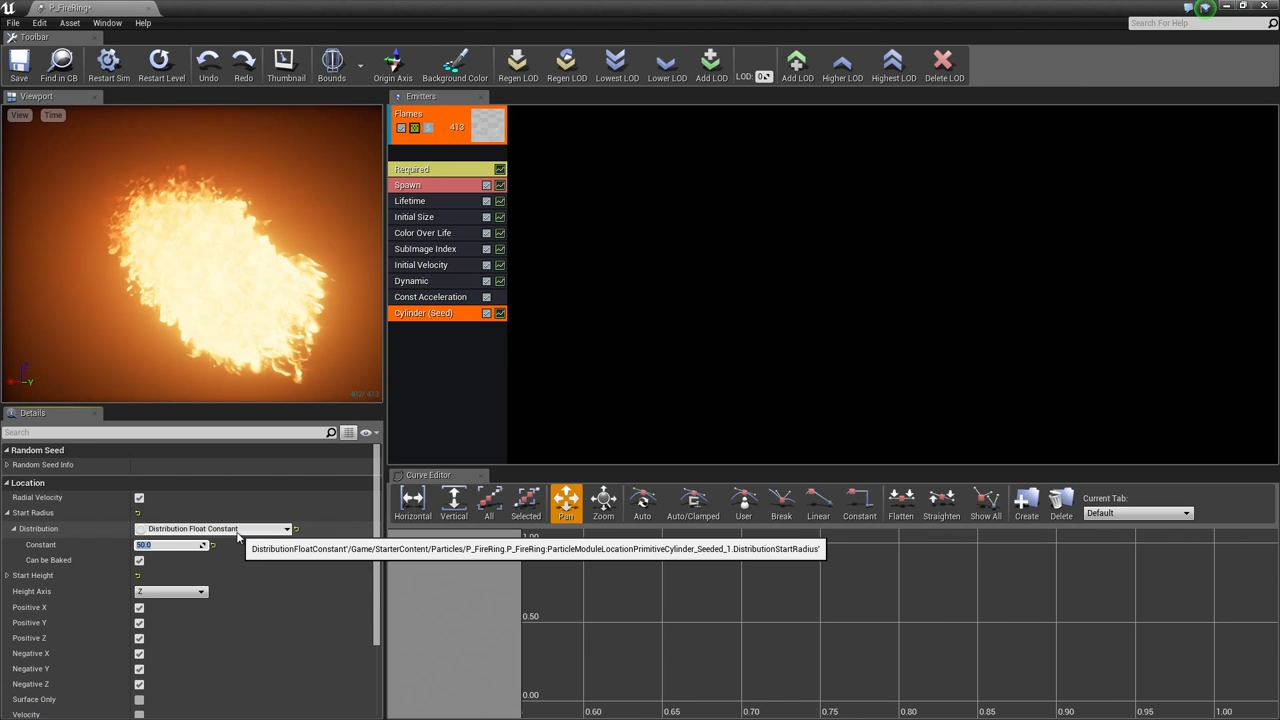 P_FireRing*
File Edit Asset Window Help
Search For Help
Toolbar
Save Find in CB Restart Sim Restart Level Undo Redo Thumbnail Bounds Origin Axis Background Color Regen LOD Regen LOD Lowest LOD Lower LOD Add LOD LOD: 0 Add LOD Higher LOD Highest LOD Delete LOD
Viewport
View Time
Emitters
Flames
413
Required
Spawn
Lifetime
Initial Size
Color Over Life
SubImage Index
Initial Velocity
Dynamic
Const Acceleration
Cylinder (Seed)
Details
Search
Random Seed
Random Seed Info
Location
Radial Velocity
Start Radius
Distribution Distribution Float Constant
Constant 50.0
Can be Baked
Start Height
Height Axis Z
Positive X
Positive Y
Positive Z
Negative X
Negative Y
Negative Z
Surface Only
Velocity
DistributionFloatConstant'/Game/StarterContent/Particles/P_FireRing.P_FireRing:ParticleModuleLocationPrimitiveCylinder_Seeded_1.DistributionStartRadius'
Curve Editor
Horizontal Vertical All Selected Pan Zoom Auto Auto/Clamped User Break Linear Constant Flatten Straighten Show All Create Delete
Current Tab:
Default
1.00
0.50
0.00
0.60 0.65 0.70 0.75 0.80 0.85 0.90 0.95 1.00